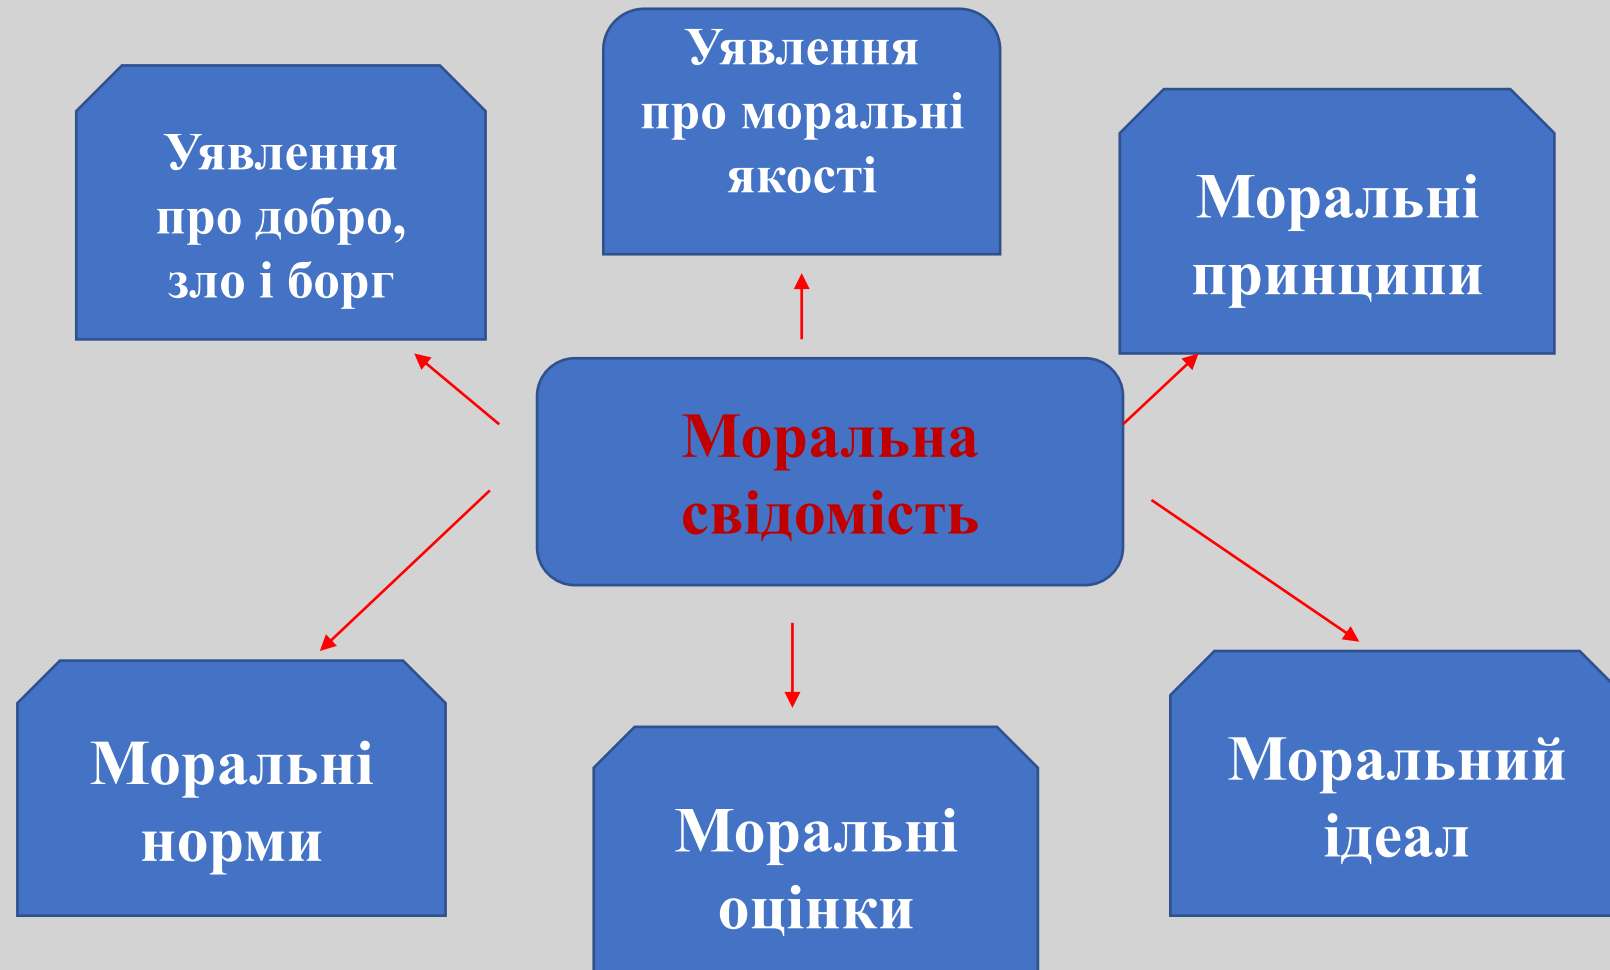 Уявлення
про моральні
якості
Уявлення
про добро,
зло і борг
Моральні
принципи
Моральна
свідомість
Моральні
норми
Моральні
оцінки
Моральний
ідеал